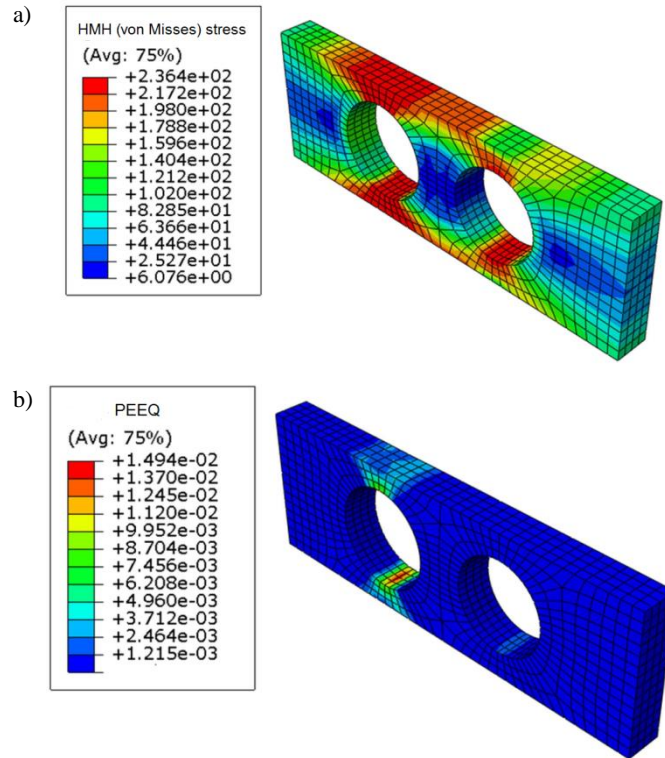 a)
HMH (von Misses) stress
(Avg: 75%)
+2.364e+02
+2.172e+02
+1.980e+02
+1.788e+02
+1.596e+02
+1.404e+02
+1.212e+02
+1.020e+02
+8.285e+01
+6.366e+01
+4.446e+01
+2.527e+01
+6.076e+00
b)
PEEQ
(Avg: 75%)
+1.494e-02
+1.370e-02
+1.245e-02
+1.120e-02
+9.952e-03
+8.704e-03
+7.456e-03
+6.208e-03
+4.960e-03
+3.712e-03
+2.464e-03
+1.215e-03